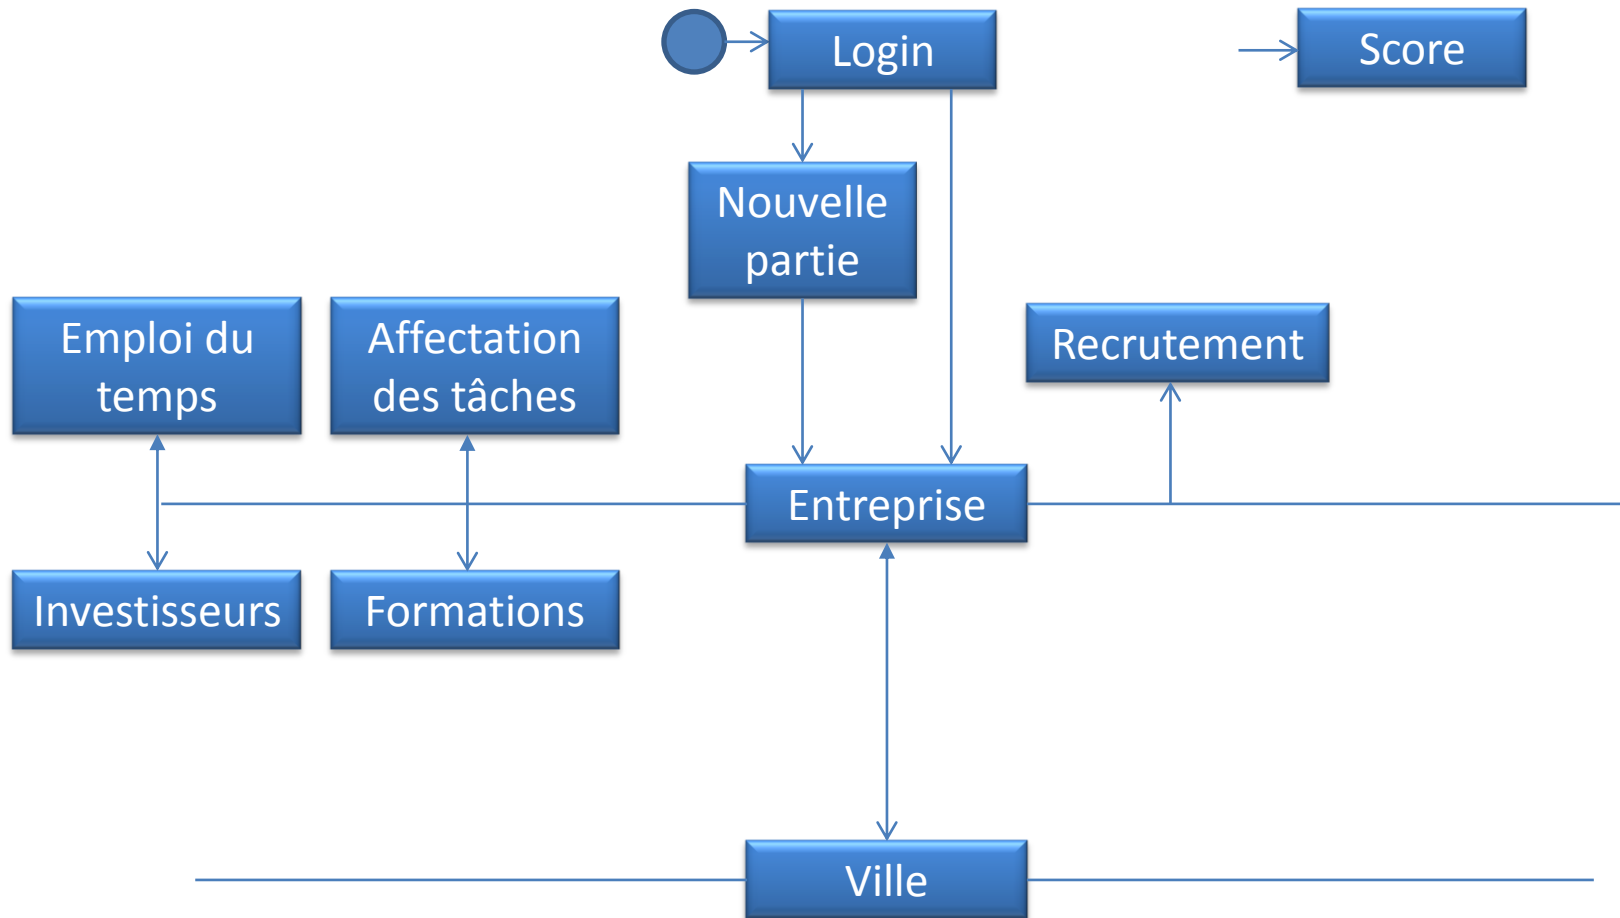 Login
Score
Nouvelle
partie
Emploi du
temps
Affectation
des tâches
Recrutement
Entreprise
Investisseurs
Formations
Ville